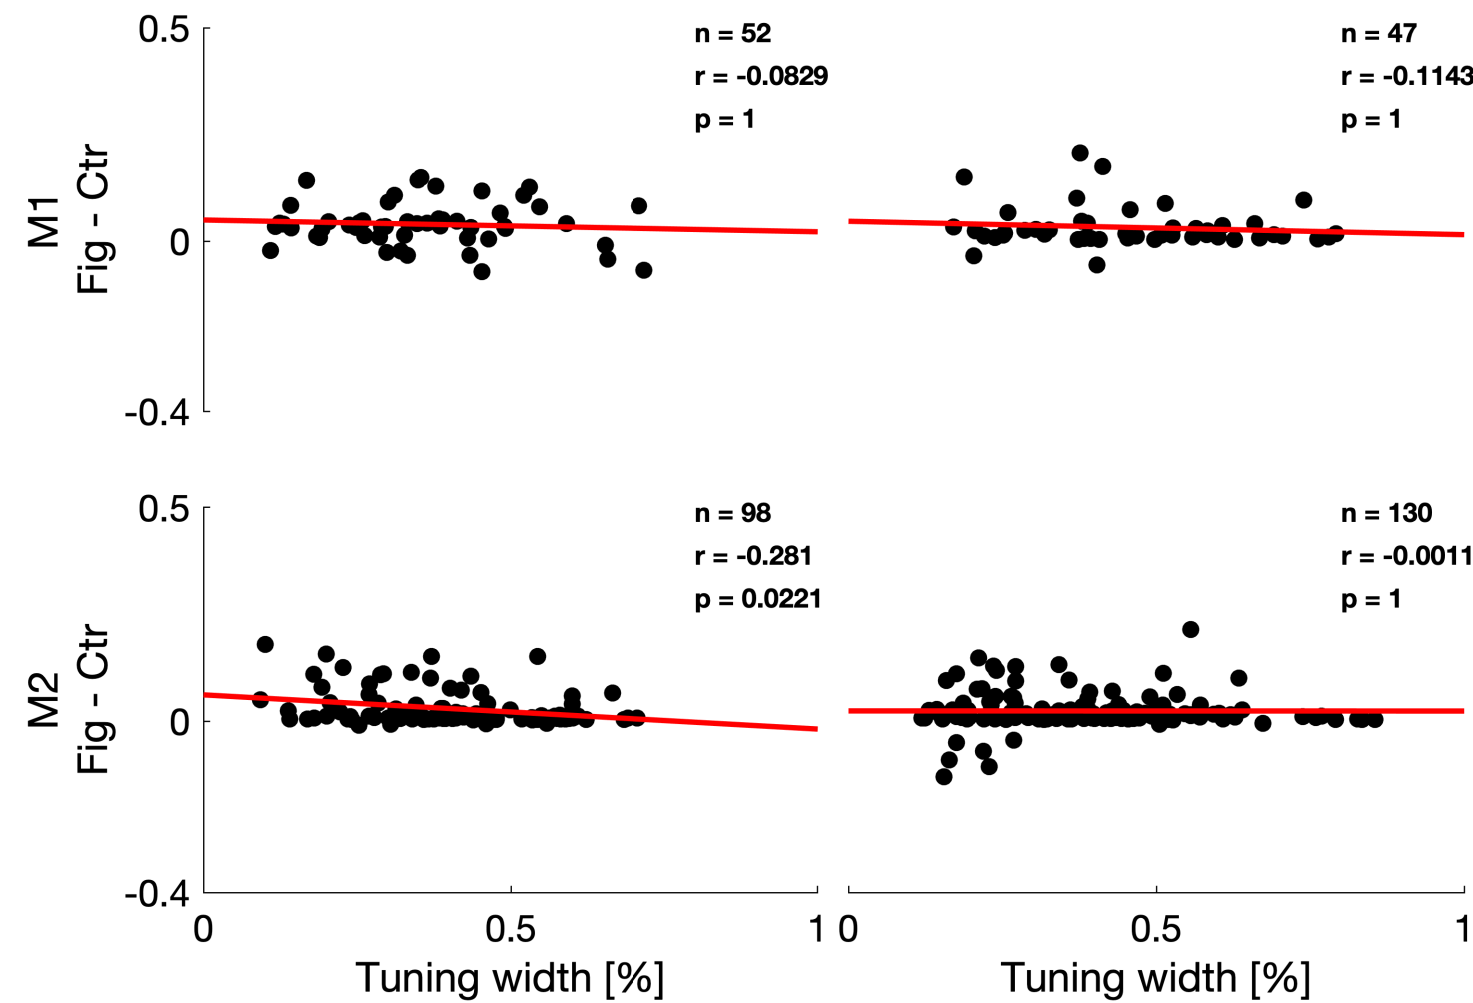 M1
Fig - Ctr
0.5
0
-0.4
n = 52
r = -0.0829
p = 1
n = 47
r = -0.1143
p = 1
M2
Fig - Ctr
0.5
0
-0.4
n = 98
r = -0.281
p = 0.0221
n = 130
r = -0.0011
p = 1
0 0.5 1
0 0.5 1
Tuning width [%]
Tuning width [%]